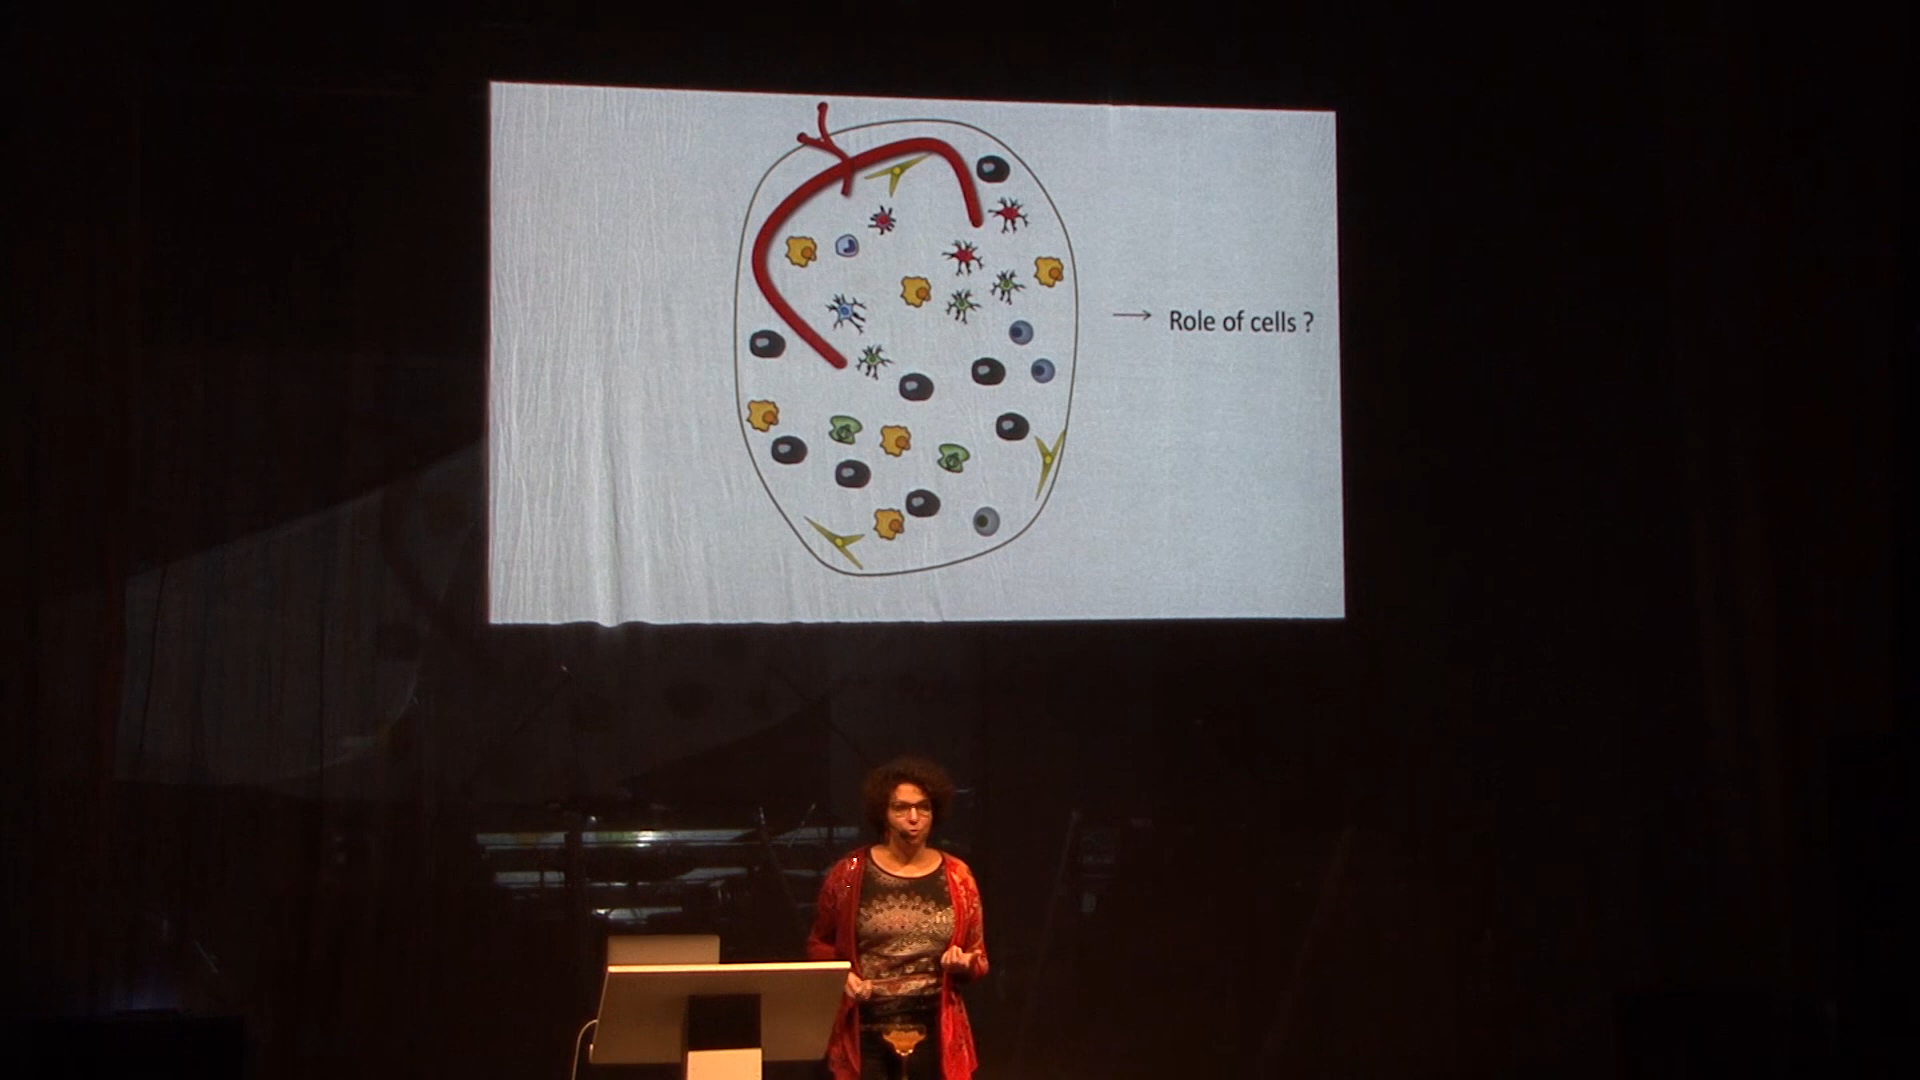 → Role of cells ?